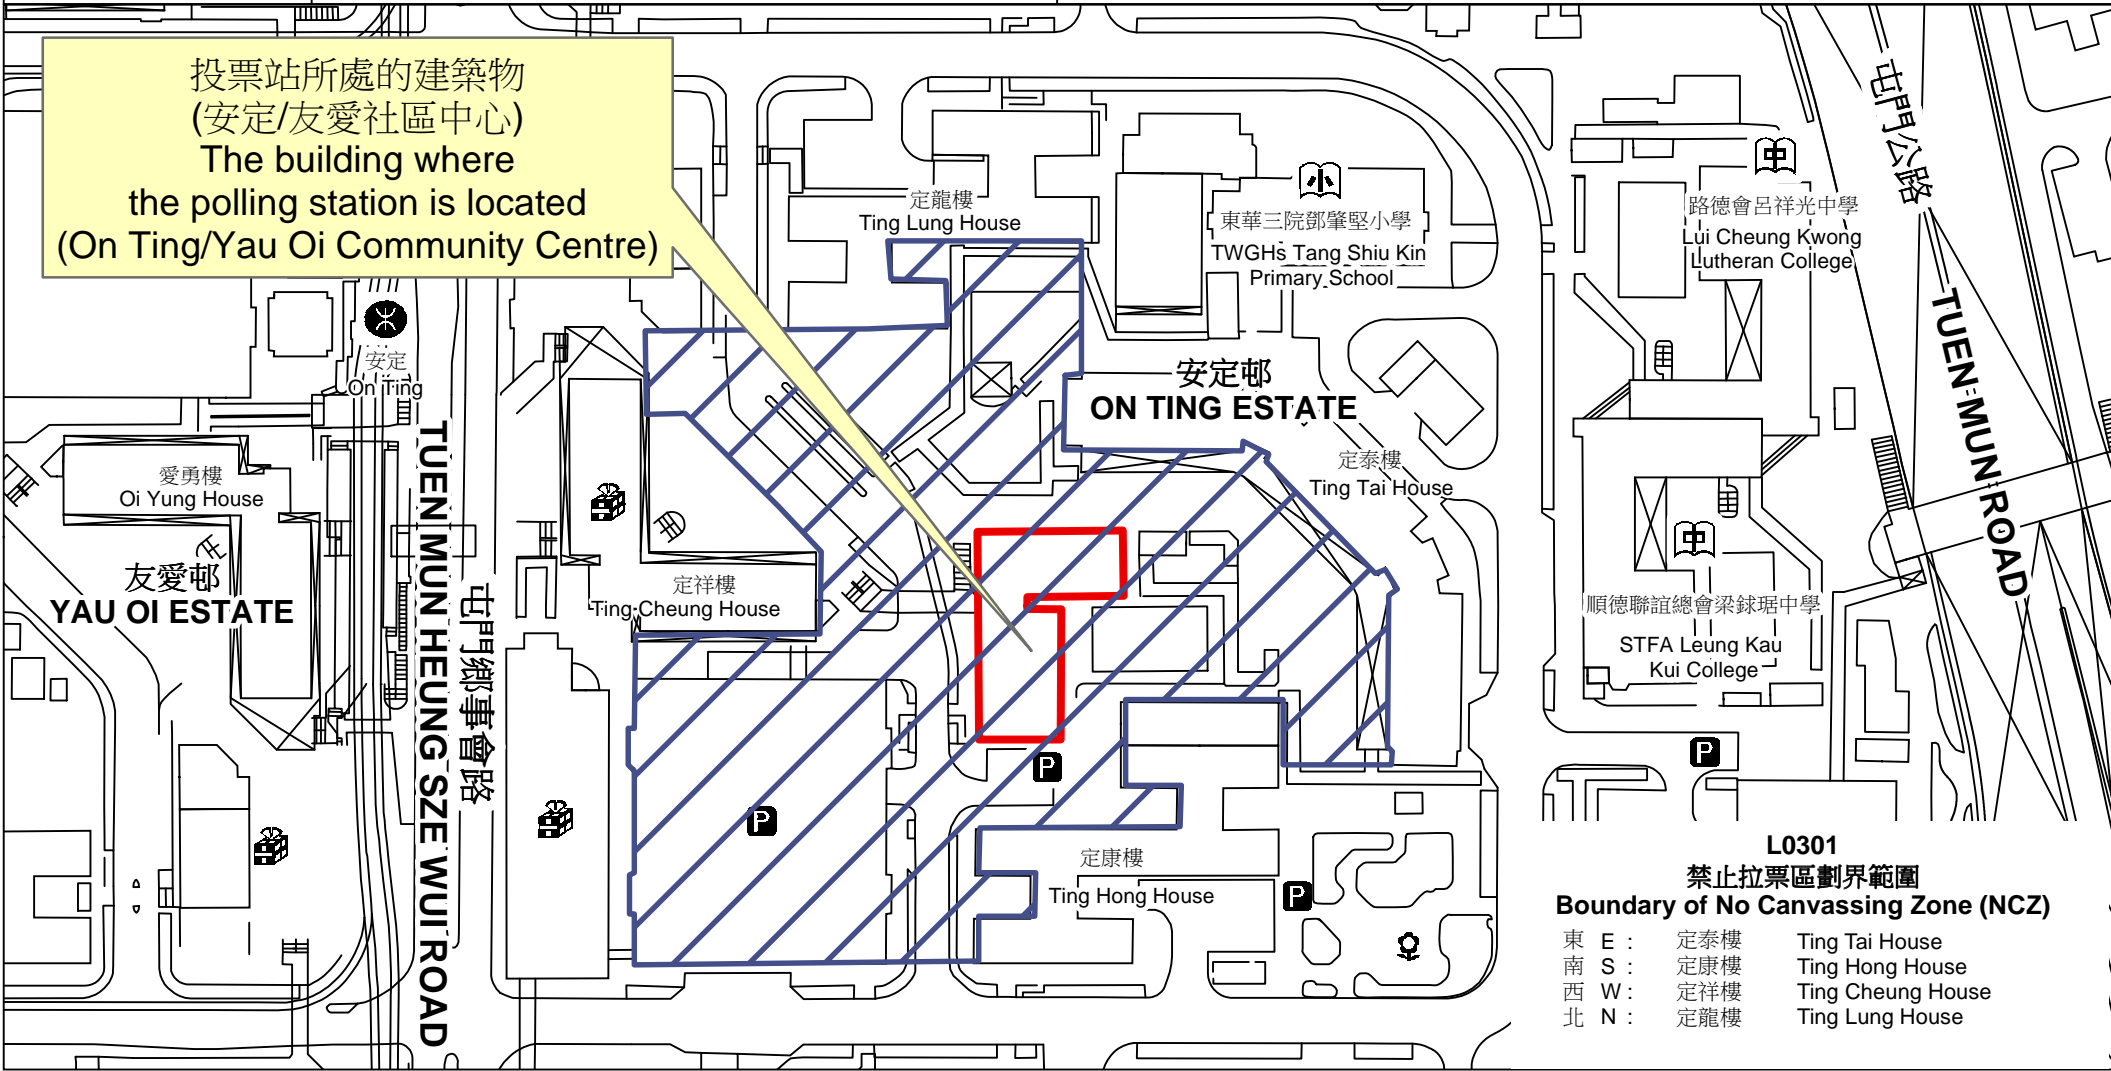 投票站所處的建築物
(安定/友愛社區中心)
The building where
the polling station is located
(On Ting/Yau Oi Community Centre)
定龍樓
Ting Lung House
小
東華三院鄧肇堅小學
TWGHs Tang Shiu Kin
Primary School
中
路德會呂祥光中學
Lui Cheung Kwong
Lutheran College
屯門公路
TUEN MUN ROAD
安定
On Ting
安定邨
ON TING ESTATE
定泰樓
Ting Tai House
愛勇樓
Oi Yung House
友愛邨
YAU OI ESTATE
TUEN MUN HEUNG SZE WUI ROAD
屯門鄉事會路
定祥樓
Ting Cheung House
中
順德聯誼總會梁銶琚中學
STFA Leung Kau
Kui College
P
P
P
定康樓
Ting Hong House
P
L0301
禁止拉票區劃界範圍
Boundary of No Canvassing Zone (NCZ)
東 E : 定泰樓 Ting Tai House
南 S : 定康樓 Ting Hong House
西 W : 定祥樓 Ting Cheung House
北 N : 定龍樓 Ting Lung House